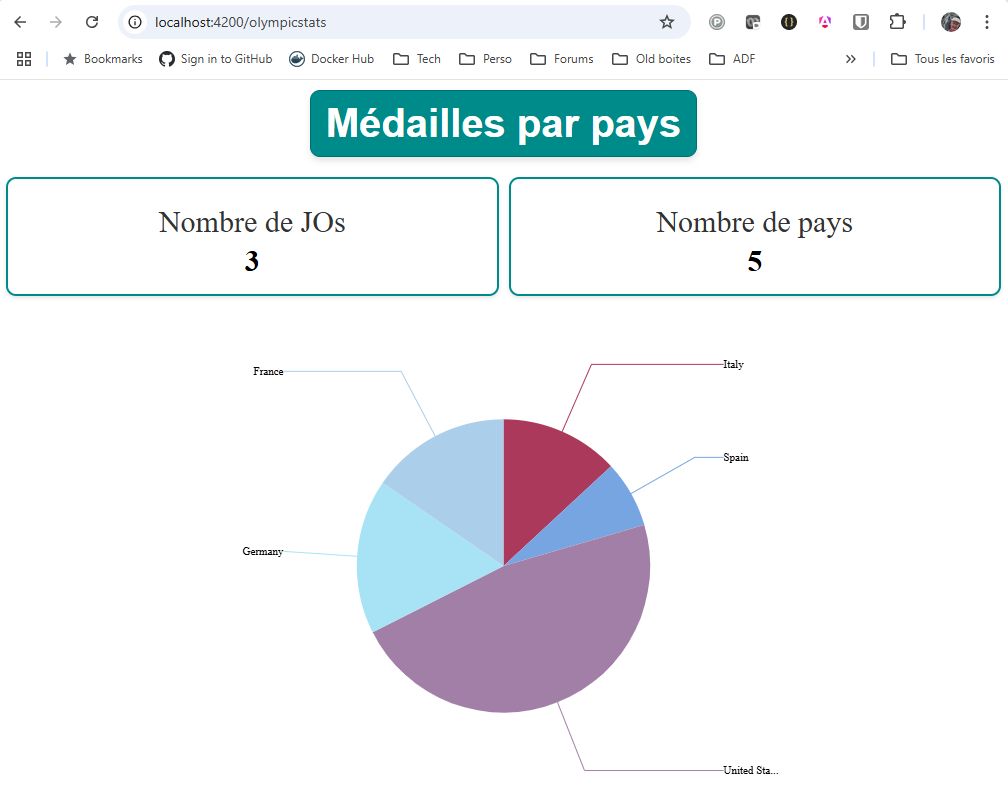 localhost:4200/olympicstats
Bookmarks Sign in to GitHub Docker Hub Tech Perso Forums Old boites ADF Tous les favoris
Médailles par pays
Nombre de JOs
3
Nombre de pays
5
Italy
France
Spain
Germany
United Sta...